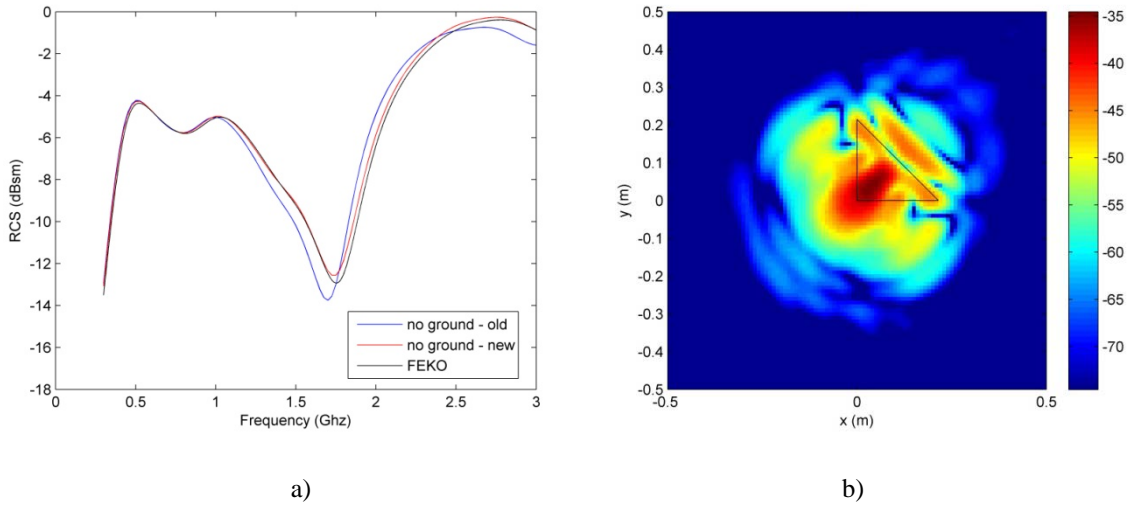 0
-2
-4
-6
-8
-10
-12
-14
-16
-18
RCS (dBsm)
0 0.5 1 1.5 2 2.5 3
Frequency (Ghz)
no ground - old
no ground - new
FEKO
0.5
0.4
0.3
0.2
0.1
0
-0.1
-0.2
-0.3
-0.4
-0.5
y (m)
-0.5 0 0.5
x (m)
-35
-40
-45
-50
-55
-60
-65
-70
a) b)